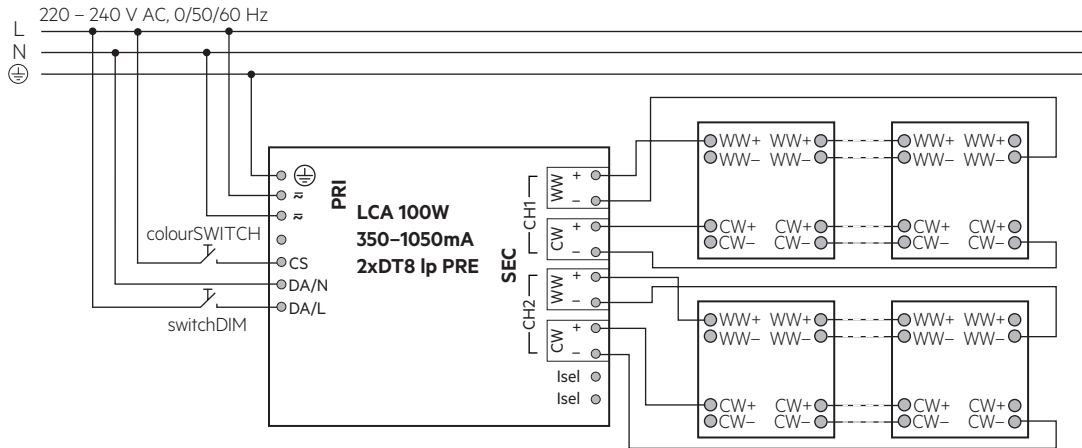 220 – 240 V AC, 0/50/60 Hz
L
N
PRI
LCA 100W
350–1050mA
2xDT8 lp PRE
SEC
colourSWITCH
CS
DA/N
DA/L
switchDIM
CH1
WW + –
CW + –
CH2
WW + –
CW + –
Isel
Isel
WW+ WW+ WW+ WW+
WW– WW– WW– WW–
CW+ CW+ CW+ CW+
CW– CW– CW– CW–
WW+ WW+ WW+ WW+
WW– WW– WW– WW–
CW+ CW+ CW+ CW+
CW– CW– CW– CW–